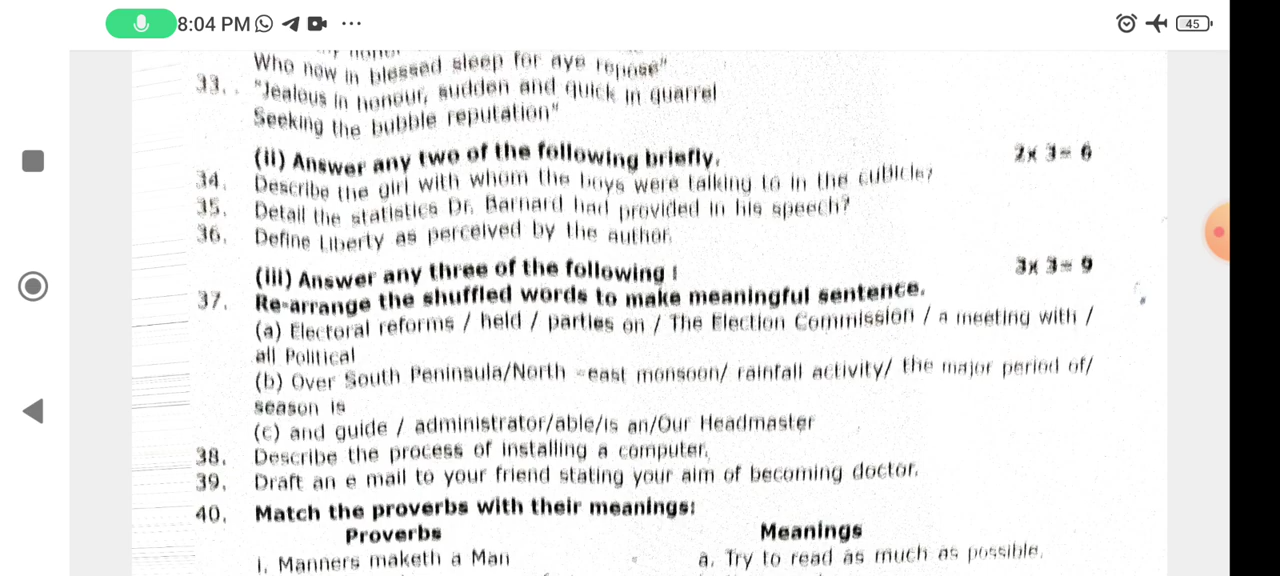 8:04 PM
45
Who now in blessed sleep for aye repose"
33. "Jealous in honour, sudden and quick in quarrel
Seeking the bubble reputation"
(ii) Answer any two of the following briefly. 2x 3= 6
34. Describe the girl with whom the boys were talking to in the cubicle?
35. Detail the statistics Dr. Barnard had provided in his speech?
36. Define Liberty as perceived by the author.
(iii) Answer any three of the following : 3x 3= 9
37. Re-arrange the shuffled words to make meaningful sentence.
(a) Electoral reforms / held / parties on / The Election Commission / a meeting with /
all Political
(b) Over South Peninsula/North -east monsoon/ rainfall activity/ the major period of/
season is
(c) and guide / administrator/able/is an/Our Headmaster
38. Describe the process of installing a computer.
39. Draft an e mail to your friend stating your aim of becoming doctor.
40. Match the proverbs with their meanings:
Proverbs Meanings
i. Manners maketh a Man a. Try to read as much as possible.